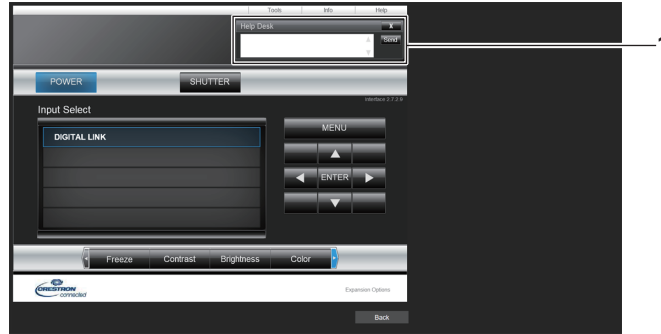 Tools Info Help
Help Desk X
Send
1
POWER SHUTTER
Interface 2.7.2.6
Input Select
DIGITAL LINK
MENU
ENTER
Freeze Contrast Brightness Color
CRESTRON
connected
Expansion Options
Back